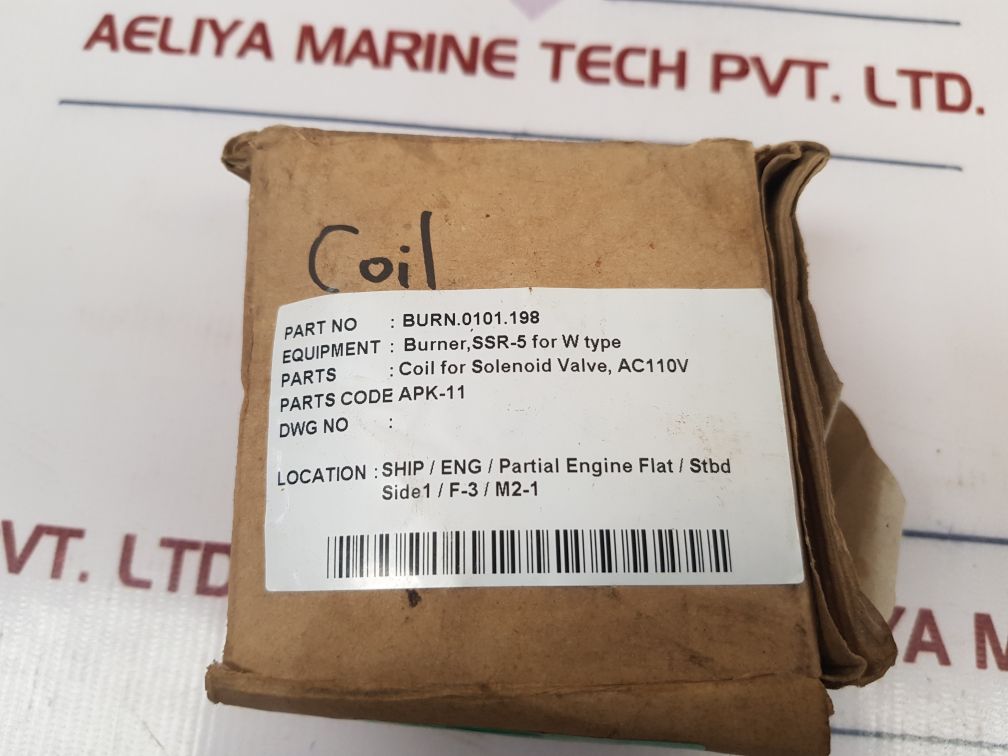 AELIYA MARINE TECH PVT. LTD.
Coil
PART NO : BURN.0101.198
EQUIPMENT : Burner,SSR-5 for W type
PARTS : Coil for Solenoid Valve, AC110V
PARTS CODE APK-11
DWG NO :
LOCATION : SHIP / ENG / Partial Engine Flat / Stbd
Side1 / F-3 / M2-1
VT. LTD
YA M